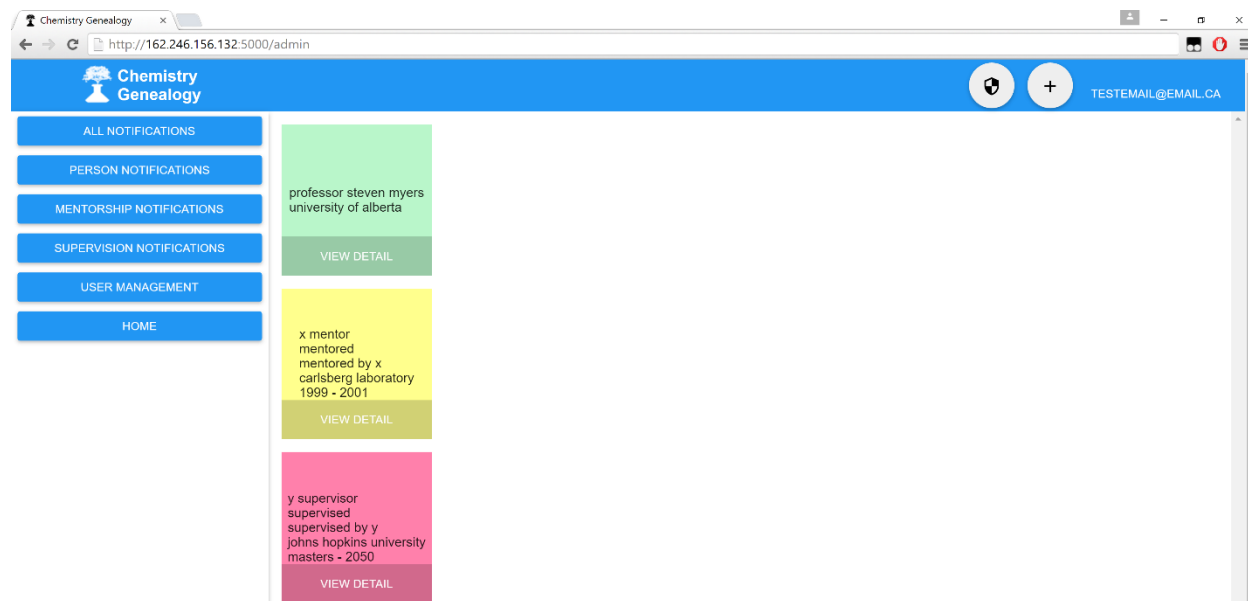 Chemistry Genealogy
http://162.246.156.132:5000/admin
Chemistry
Genealogy
TESTEMAIL@EMAIL.CA
ALL NOTIFICATIONS
PERSON NOTIFICATIONS
MENTORSHIP NOTIFICATIONS
SUPERVISION NOTIFICATIONS
USER MANAGEMENT
HOME
professor steven myers
university of alberta
VIEW DETAIL
x mentor
mentored
mentored by x
carlsberg laboratory
1999 - 2001
VIEW DETAIL
y supervisor
supervised
supervised by y
johns hopkins university
masters - 2050
VIEW DETAIL